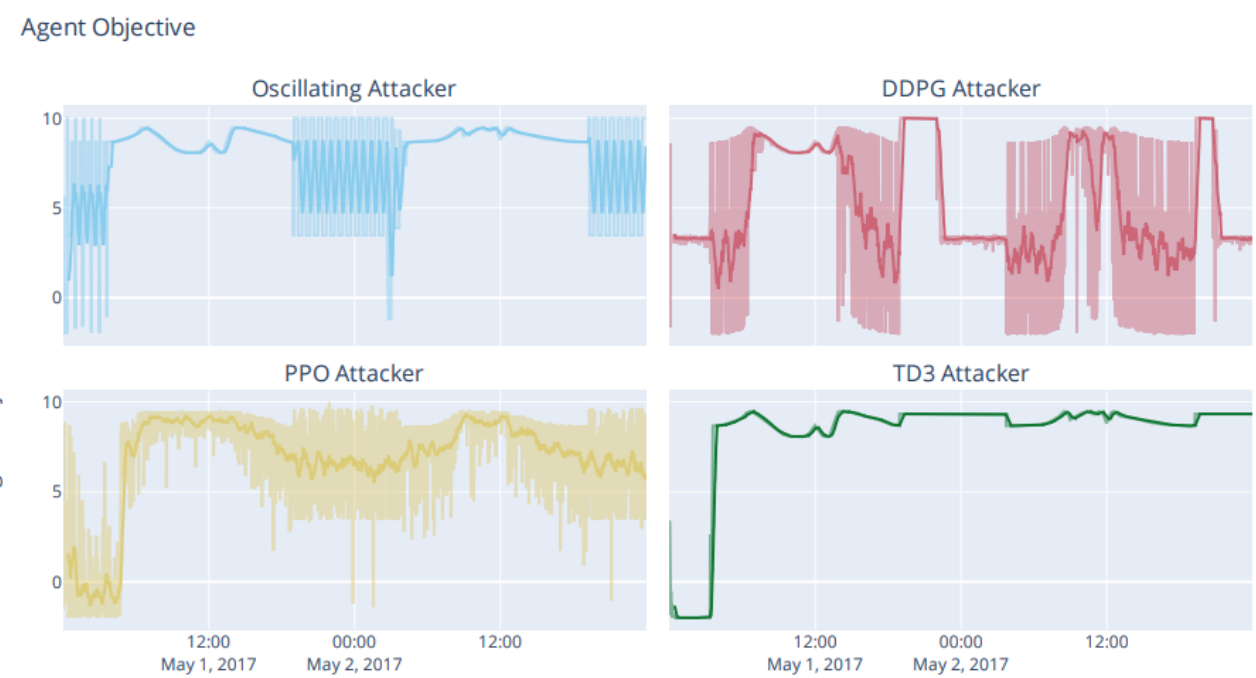 Agent Objective
Oscillating Attacker
DDPG Attacker
10
5
0
PPO Attacker
TD3 Attacker
10
5
0
12:00
00:00
12:00
12:00
00:00
12:00
May 1, 2017
May 2, 2017
May 1, 2017
May 2, 2017